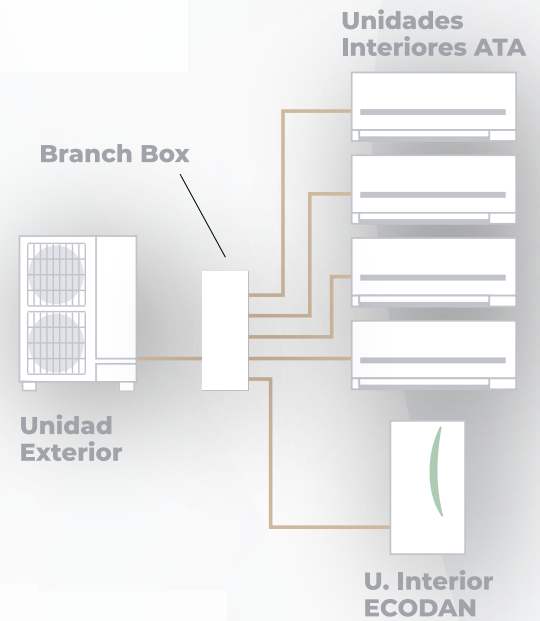 Unidades
Interiores ATA
Branch Box
Unidad
Exterior
U. Interior
ECODAN